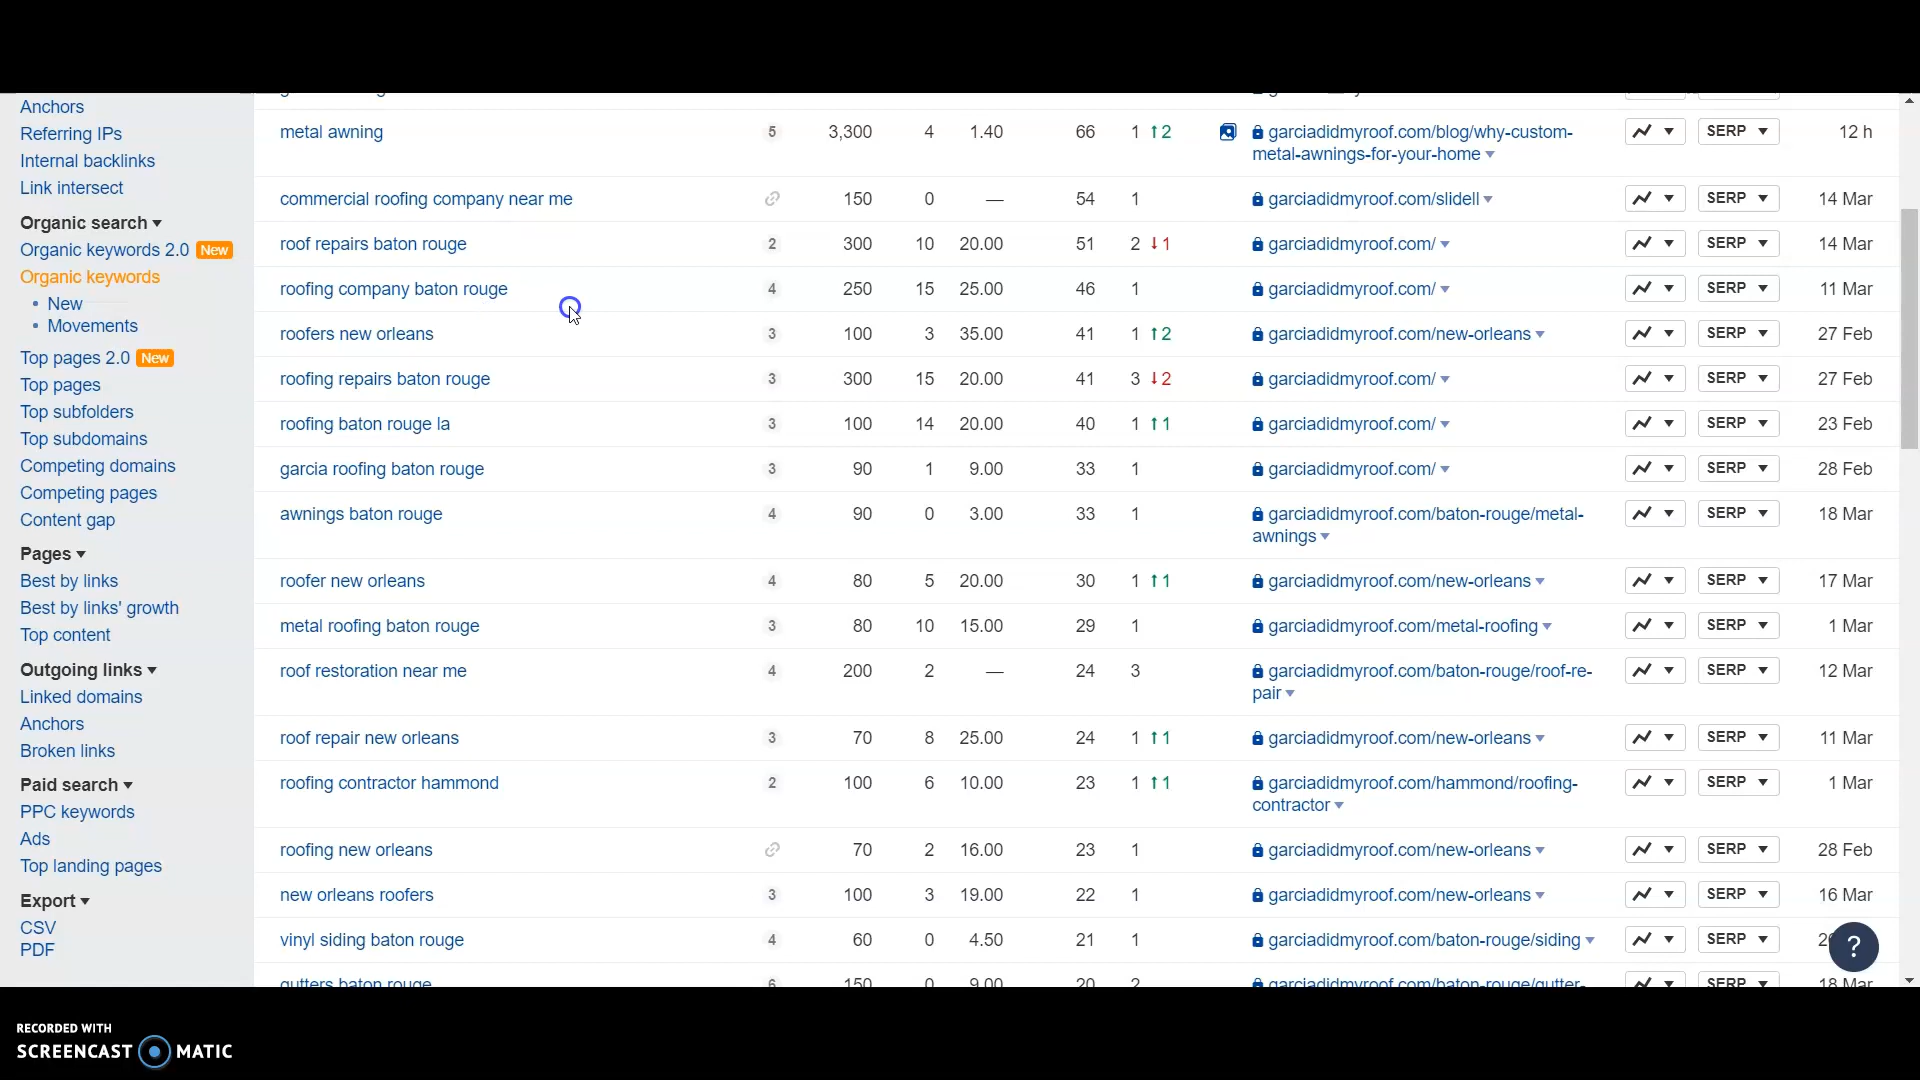 Anchors
Referring IPs
Internal backlinks
Link intersect
Organic search
Organic keywords 2.0 New
Organic keywords
• New
• Movements
Top pages 2.0 New
Top pages
Top subfolders
Top subdomains
Competing domains
Competing pages
Content gap
Pages
Best by links
Best by links' growth
Top content
Outgoing links
Linked domains
Anchors
Broken links
Paid search
PPC keywords
Ads
Top landing pages
Export
CSV
PDF
metal awning 5 3,300 4 1.40 66 1 ↑2 garciadidmyroof.com/blog/why-custom- SERP 12 h
metal-awnings-for-your-home
commercial roofing company near me 150 0 — 54 1 garciadidmyroof.com/slidell SERP 14 Mar
roof repairs baton rouge 2 300 10 20.00 51 2 ↓1 garciadidmyroof.com/ SERP 14 Mar
roofing company baton rouge 4 250 15 25.00 46 1 garciadidmyroof.com/ SERP 11 Mar
roofers new orleans 3 100 3 35.00 41 1 ↑2 garciadidmyroof.com/new-orleans SERP 27 Feb
roofing repairs baton rouge 3 300 15 20.00 41 3 ↓2 garciadidmyroof.com/ SERP 27 Feb
roofing baton rouge la 3 100 14 20.00 40 1 ↑1 garciadidmyroof.com/ SERP 23 Feb
garcia roofing baton rouge 3 90 1 9.00 33 1 garciadidmyroof.com/ SERP 28 Feb
awnings baton rouge 4 90 0 3.00 33 1 garciadidmyroof.com/baton-rouge/metal- SERP 18 Mar
awnings
roofer new orleans 4 80 5 20.00 30 1 ↑1 garciadidmyroof.com/new-orleans SERP 17 Mar
metal roofing baton rouge 3 80 10 15.00 29 1 garciadidmyroof.com/metal-roofing SERP 1 Mar
roof restoration near me 4 200 2 — 24 3 garciadidmyroof.com/baton-rouge/roof-re- SERP 12 Mar
pair
roof repair new orleans 3 70 8 25.00 24 1 ↑1 garciadidmyroof.com/new-orleans SERP 11 Mar
roofing contractor hammond 2 100 6 10.00 23 1 ↑1 garciadidmyroof.com/hammond/roofing- SERP 1 Mar
contractor
roofing new orleans 70 2 16.00 23 1 garciadidmyroof.com/new-orleans SERP 28 Feb
new orleans roofers 3 100 3 19.00 22 1 garciadidmyroof.com/new-orleans SERP 16 Mar
vinyl siding baton rouge 4 60 0 4.50 21 1 garciadidmyroof.com/baton-rouge/siding SERP
gutters baton rouge 6 150 0 9.00 20 2 garciadidmyroof.com/baton-rouge/gutter- SERP 18 Mar
?
RECORDED WITH
SCREENCAST MATIC